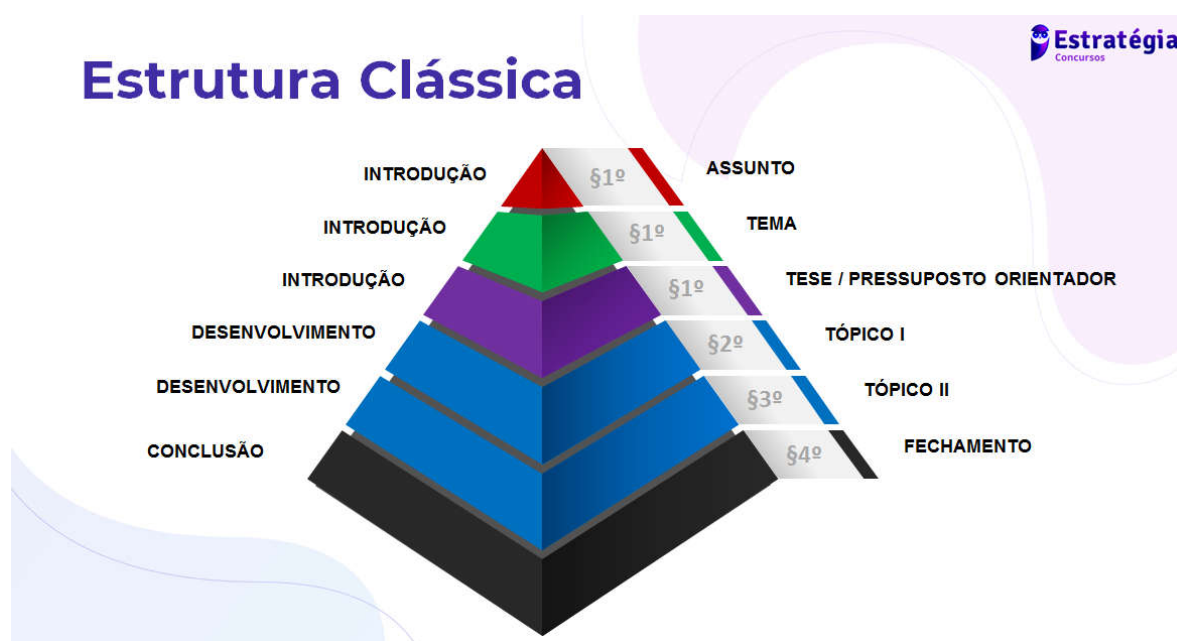 Estratégia
Concursos
Estrutura Clássica
INTRODUÇÃO §1º ASSUNTO
INTRODUÇÃO §1º TEMA
INTRODUÇÃO §1º TESE / PRESSUPOSTO ORIENTADOR
DESENVOLVIMENTO §2º TÓPICO I
DESENVOLVIMENTO §3º TÓPICO II
CONCLUSÃO §4º FECHAMENTO